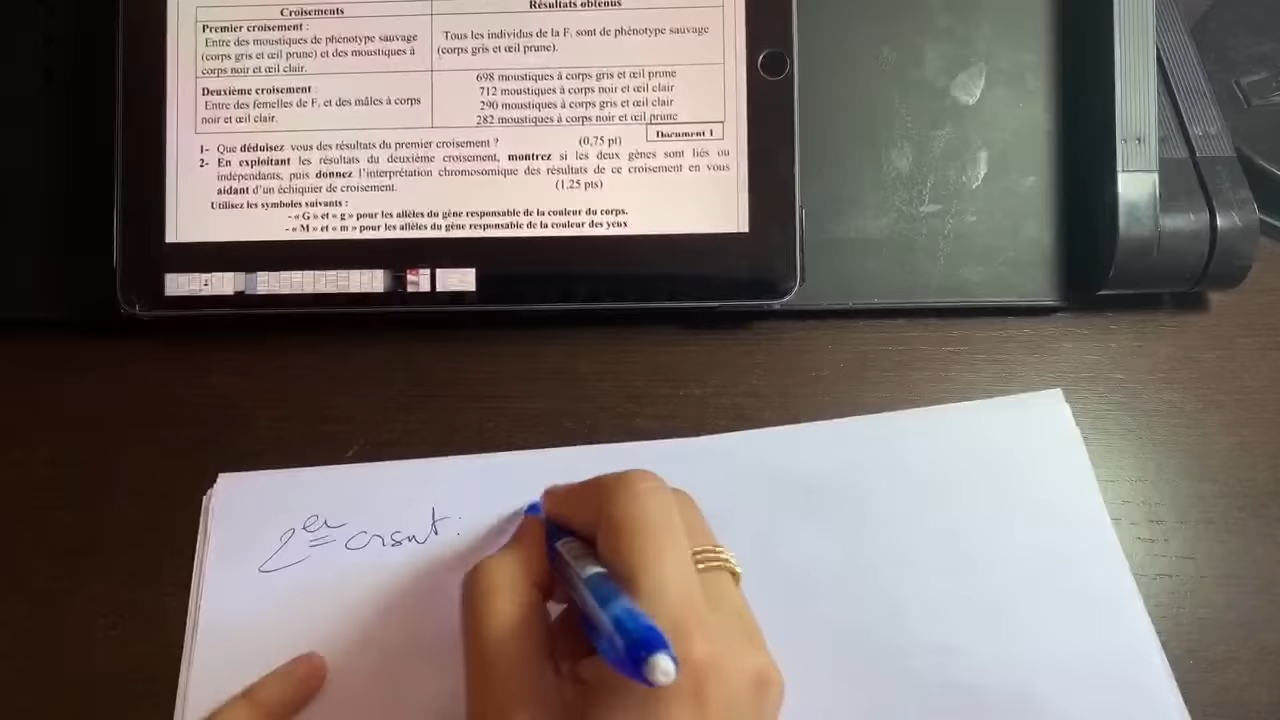 Croisements
Résultats obtenus
Premier croisement :
Entre des moustiques de phénotype sauvage
(corps gris et œil prune) et des moustiques à
corps noir et œil clair.
Tous les individus de la F₁ sont de phénotype sauvage
(corps gris et œil prune).
Deuxième croisement :
Entre des femelles de F₁ et des mâles à corps
noir et œil clair.
698 moustiques à corps gris et œil prune
712 moustiques à corps noir et œil clair
290 moustiques à corps gris et œil clair
282 moustiques à corps noir et œil prune
Document 1
1- Que déduisez vous des résultats du premier croisement ? (0,75 pt)
2- En exploitant les résultats du deuxième croisement, montrez si les deux gènes sont liés ou
indépendants, puis donnez l'interprétation chromosomique des résultats de ce croisement en vous
aidant d'un échiquier de croisement. (1,25 pts)
Utilisez les symboles suivants :
- « G » et « g » pour les allèles du gène responsable de la couleur du corps.
- « M » et « m » pour les allèles du gène responsable de la couleur des yeux